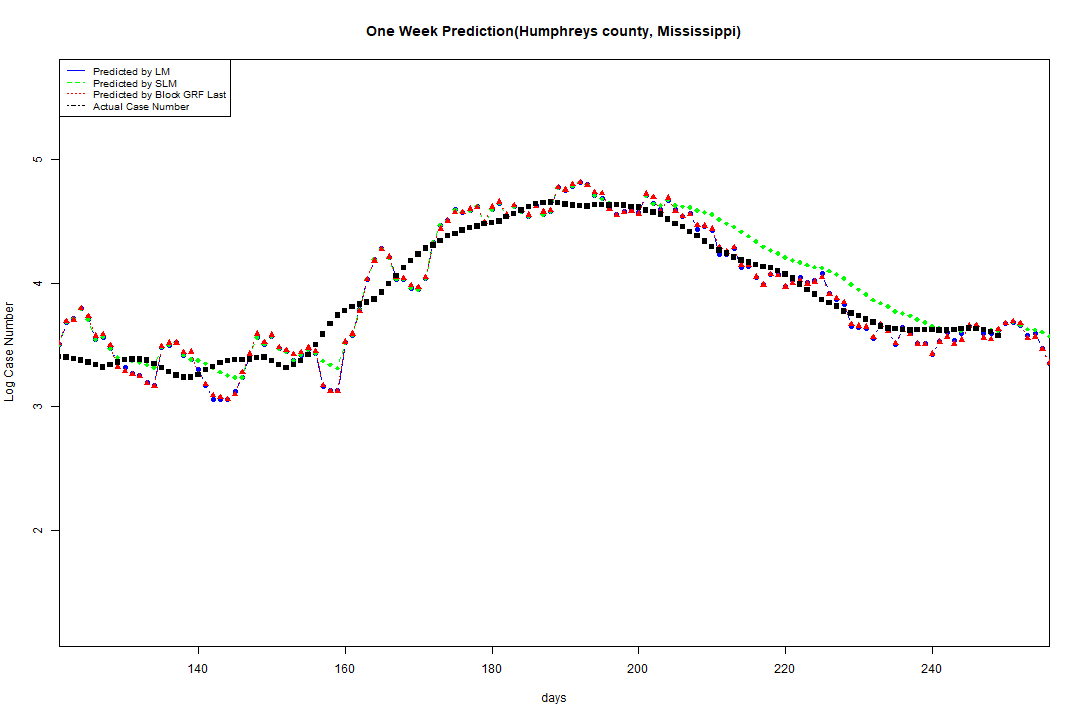 One Week Prediction(Humphreys county, Mississippi)
Predicted by LM
Predicted by SLM
Predicted by Block GRF Last
Actual Case Number
5
4
3
2
Log Case Number
140 160 180 200 220 240
days